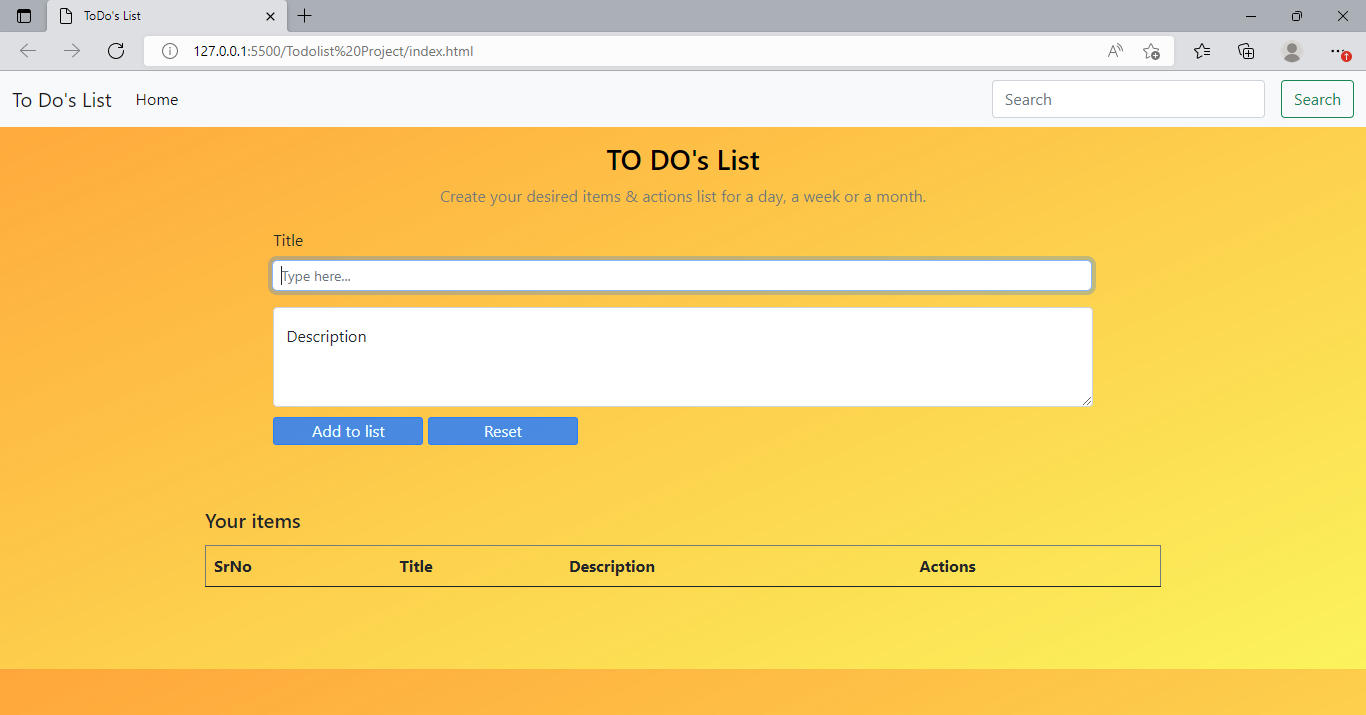 ToDo's List
127.0.0.1:5500/Todolist%20Project/index.html
To Do's List Home Search Search
TO DO's List
Create your desired items & actions list for a day, a week or a month.
Title
Type here...
Description
Add to list Reset
Your items
SrNo Title Description Actions